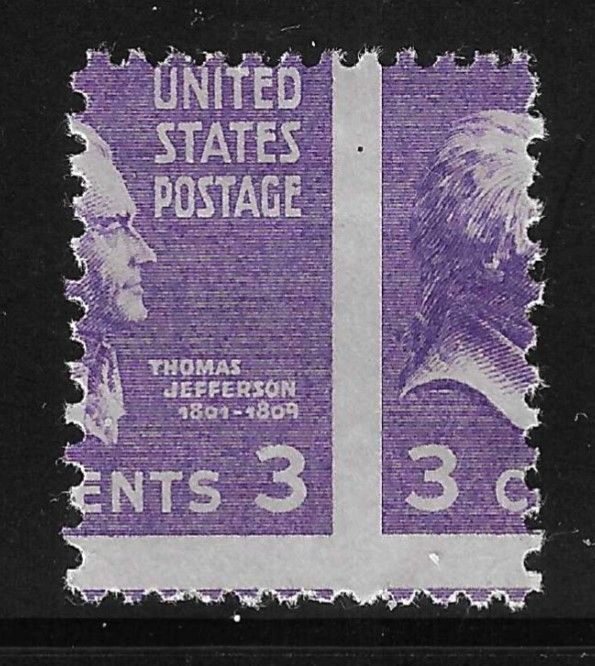 UNITED
STATES
POSTAGE
THOMAS
JEFFERSON
1801-1809
ENTS 3 3 C